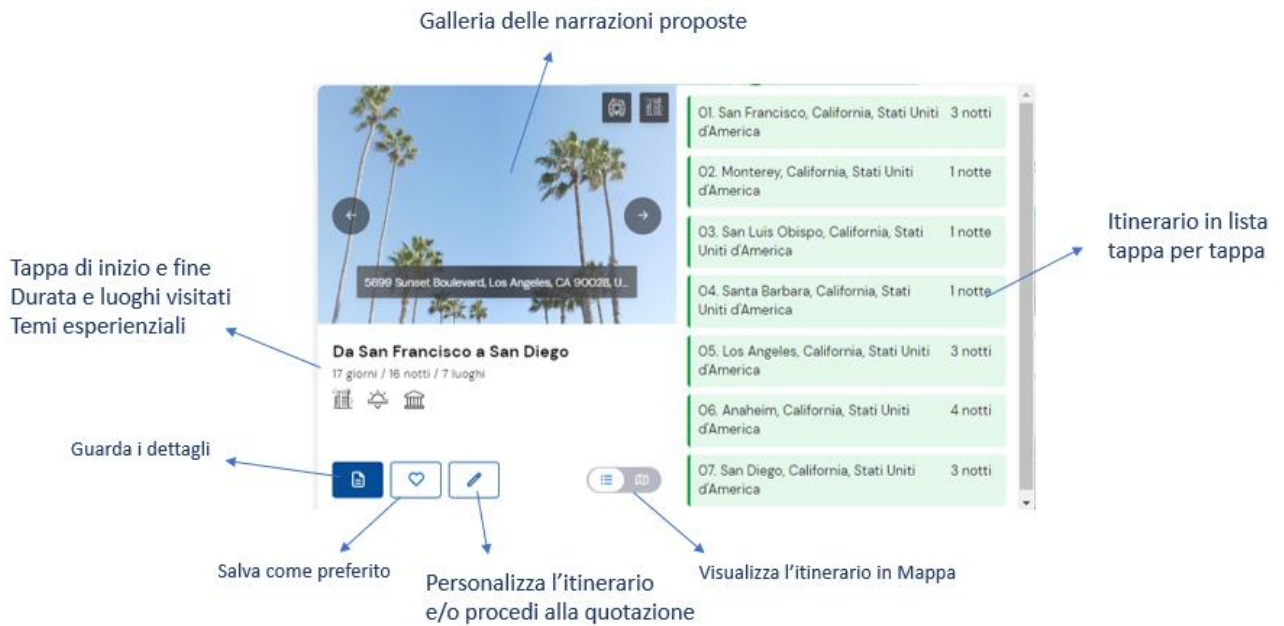 Galleria delle narrazioni proposte
5899 Sunset Boulevard, Los Angeles, CA 90028, U...
Tappa di inizio e fine
Durata e luoghi visitati
Temi esperienziali
Da San Francisco a San Diego
17 giorni / 16 notti / 7 luoghi
Guarda i dettagli
Salva come preferito
Personalizza l'itinerario
e/o procedi alla quotazione
Visualizza l'itinerario in Mappa
01. San Francisco, California, Stati Uniti 3 notti
d'America
02. Monterey, California, Stati Uniti 1 notte
d'America
03. San Luis Obispo, California, Stati 1 notte
Uniti d'America
04. Santa Barbara, California, Stati 1 notte
Uniti d'America
05. Los Angeles, California, Stati Uniti 3 notti
d'America
06. Anaheim, California, Stati Uniti 4 notti
d'America
07. San Diego, California, Stati Uniti 3 notti
d'America
Itinerario in lista
tappa per tappa